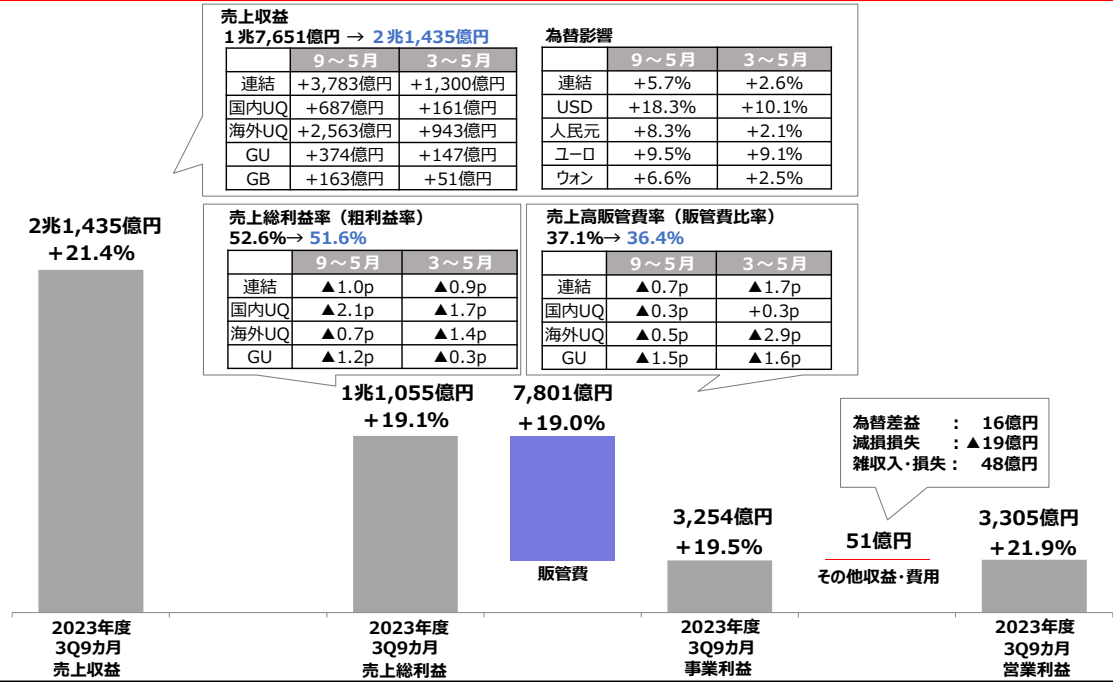 売上収益
1兆7,651億円 → 2兆1,435億円
9～5月 3～5月
連結 +3,783億円 +1,300億円
国内UQ +687億円 +161億円
海外UQ +2,563億円 +943億円
GU +374億円 +147億円
GB +163億円 +51億円
為替影響
9～5月 3～5月
連結 +5.7% +2.6%
USD +18.3% +10.1%
人民元 +8.3% +2.1%
ユーロ +9.5% +9.1%
ウォン +6.6% +2.5%
売上総利益率（粗利益率）
52.6%→ 51.6%
9～5月 3～5月
連結 ▲1.0p ▲0.9p
国内UQ ▲2.1p ▲1.7p
海外UQ ▲0.7p ▲1.4p
GU ▲1.2p ▲0.3p
売上高販管費率（販管費比率）
37.1%→ 36.4%
9～5月 3～5月
連結 ▲0.7p ▲1.7p
国内UQ ▲0.3p +0.3p
海外UQ ▲0.5p ▲2.9p
GU ▲1.5p ▲1.6p
2兆1,435億円
+21.4%
1兆1,055億円
+19.1%
7,801億円
+19.0%
販管費
3,254億円
+19.5%
為替差益 : 16億円
減損損失 : ▲19億円
雑収入・損失 : 48億円
51億円
その他収益・費用
3,305億円
+21.9%
2023年度
3Q9カ月
売上収益
2023年度
3Q9カ月
売上総利益
2023年度
3Q9カ月
事業利益
2023年度
3Q9カ月
営業利益